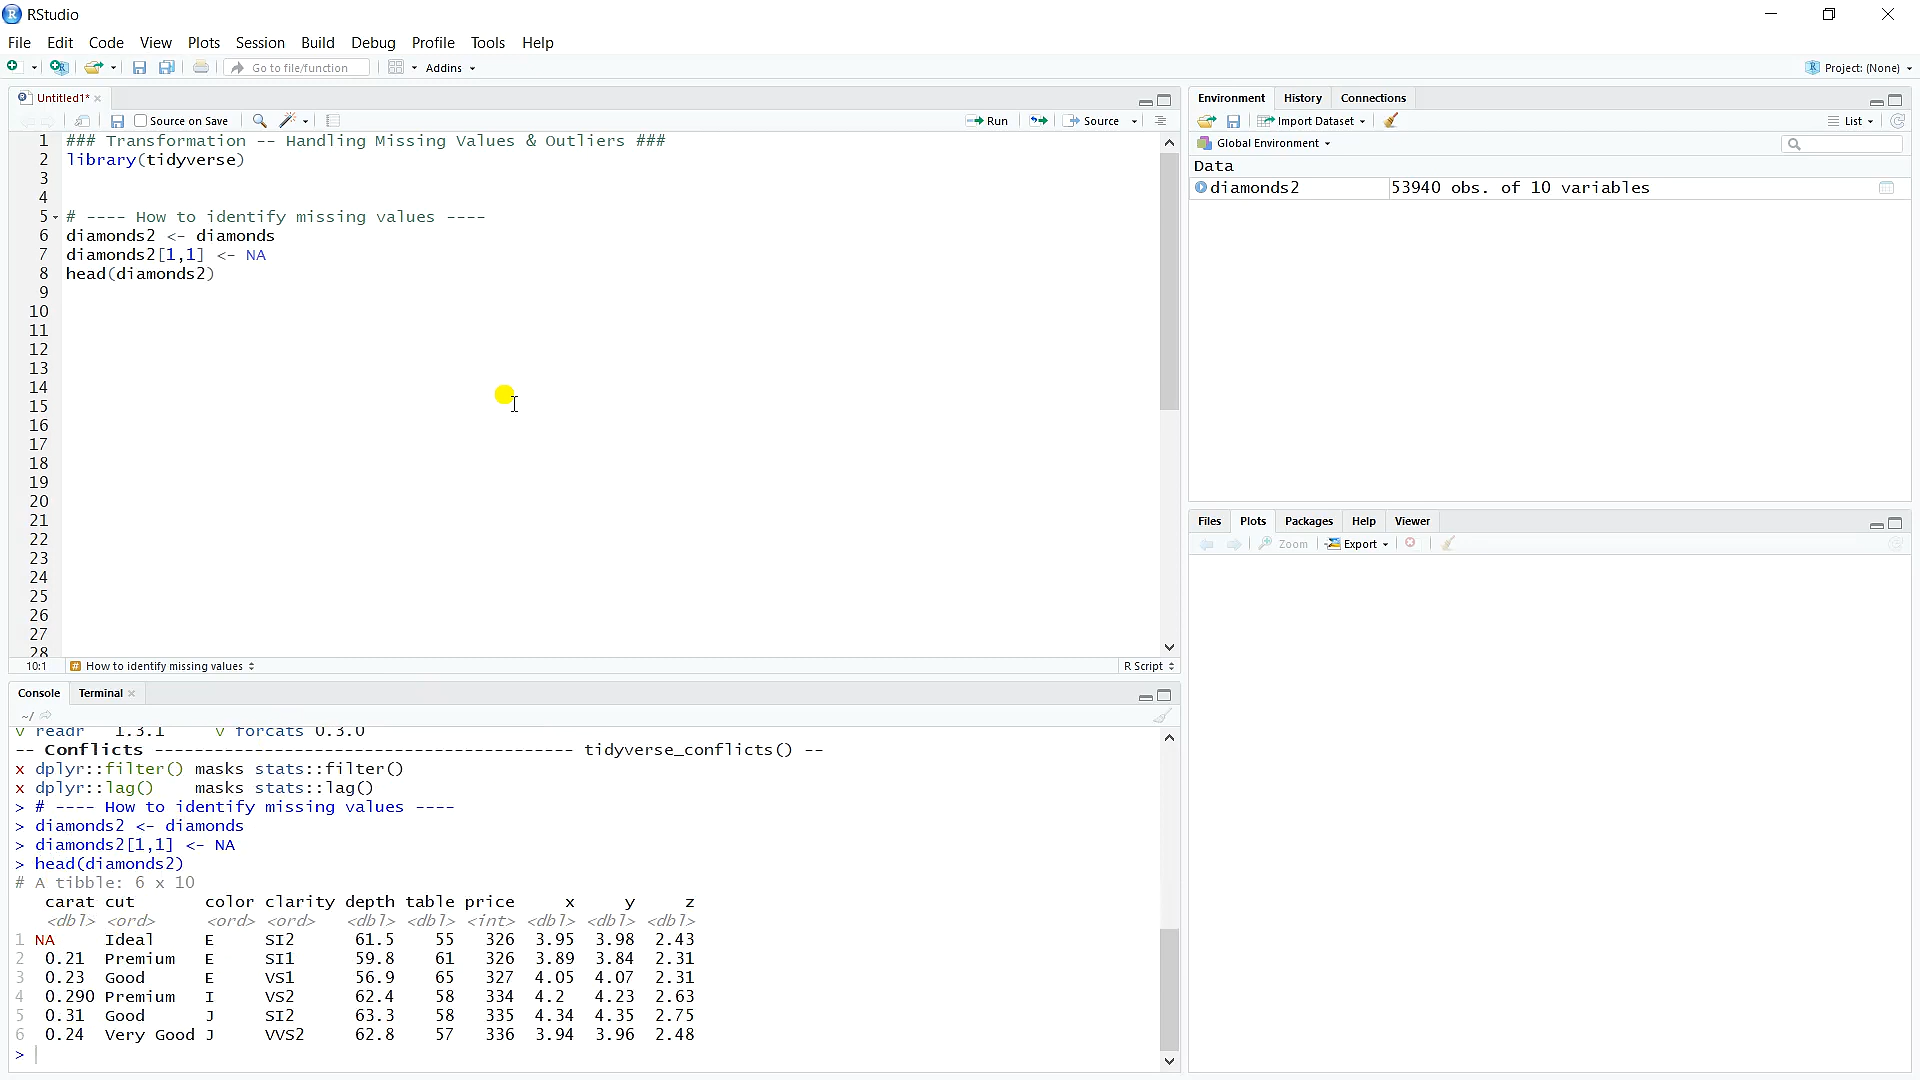 RStudio
File Edit Code View Plots Session Build Debug Profile Tools Help
Go to file/function Addins Project: (None)
Untitled1*
Source on Save Run Source
1 ### Transformation -- Handling Missing Values & Outliers ###
2 library(tidyverse)
3
4
5 # ---- How to identify missing values ----
6 diamonds2 <- diamonds
7 diamonds2[1,1] <- NA
8 head(diamonds2)
9
10
11
12
13
14
15
16
17
18
19
20
21
22
23
24
25
26
27
28
10:1 # How to identify missing values R Script
Console Terminal
~/
√ readr 1.3.1 √ forcats 0.3.0
-- Conflicts ------------------------------------------ tidyverse_conflicts() --
x dplyr::filter() masks stats::filter()
x dplyr::lag() masks stats::lag()
> # ---- How to identify missing values ----
> diamonds2 <- diamonds
> diamonds2[1,1] <- NA
> head(diamonds2)
# A tibble: 6 x 10
carat cut color clarity depth table price x y z
<dbl> <ord> <ord> <ord> <dbl> <dbl> <int> <dbl> <dbl> <dbl>
1 NA Ideal E SI2 61.5 55 326 3.95 3.98 2.43
2 0.21 Premium E SI1 59.8 61 326 3.89 3.84 2.31
3 0.23 Good E VS1 56.9 65 327 4.05 4.07 2.31
4 0.290 Premium I VS2 62.4 58 334 4.2 4.23 2.63
5 0.31 Good J SI2 63.3 58 335 4.34 4.35 2.75
6 0.24 Very Good J VVS2 62.8 57 336 3.94 3.96 2.48
>
Environment History Connections
Import Dataset List
Global Environment
Data
diamonds2 53940 obs. of 10 variables
Files Plots Packages Help Viewer
Zoom Export